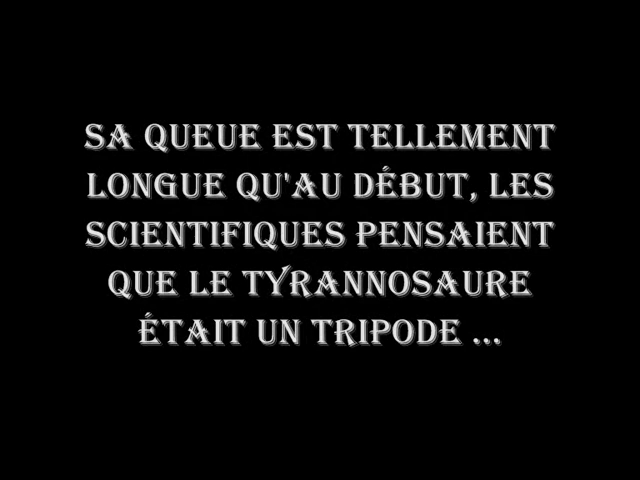 SA QUEUE EST TELLEMENT
LONGUE QU'AU DÉBUT, LES
SCIENTIFIQUES PENSAIENT
QUE LE TYRANNOSAURE
ÉTAIT UN TRIPODE ...